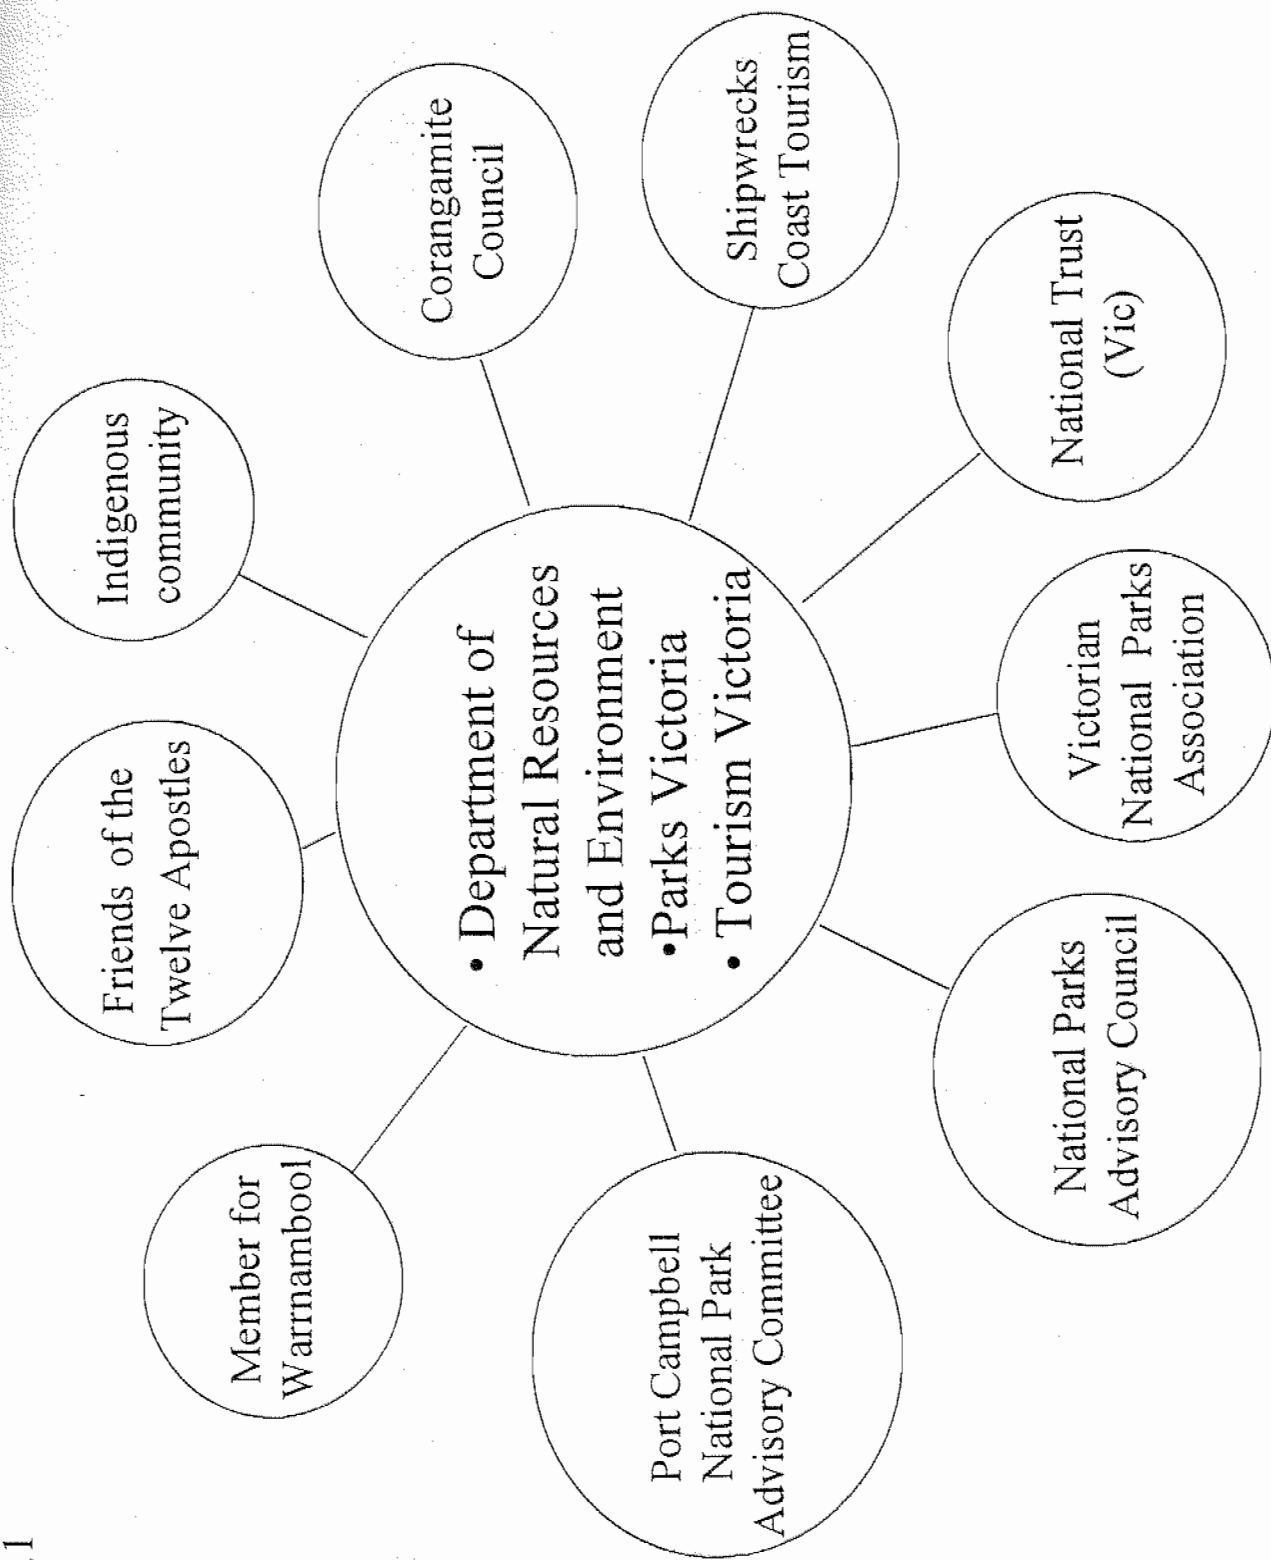 Member for
Warrnambool
Friends of the
Twelve Apostles
Indigenous
community
Corangamite
Council
Shipwrecks
Coast Tourism
National Trust
(Vic)
Victorian
National Parks
Association
National Parks
Advisory Council
Port Campbell
National Park
Advisory Committee
• Department of
Natural Resources
and Environment
•Parks Victoria
• Tourism Victoria